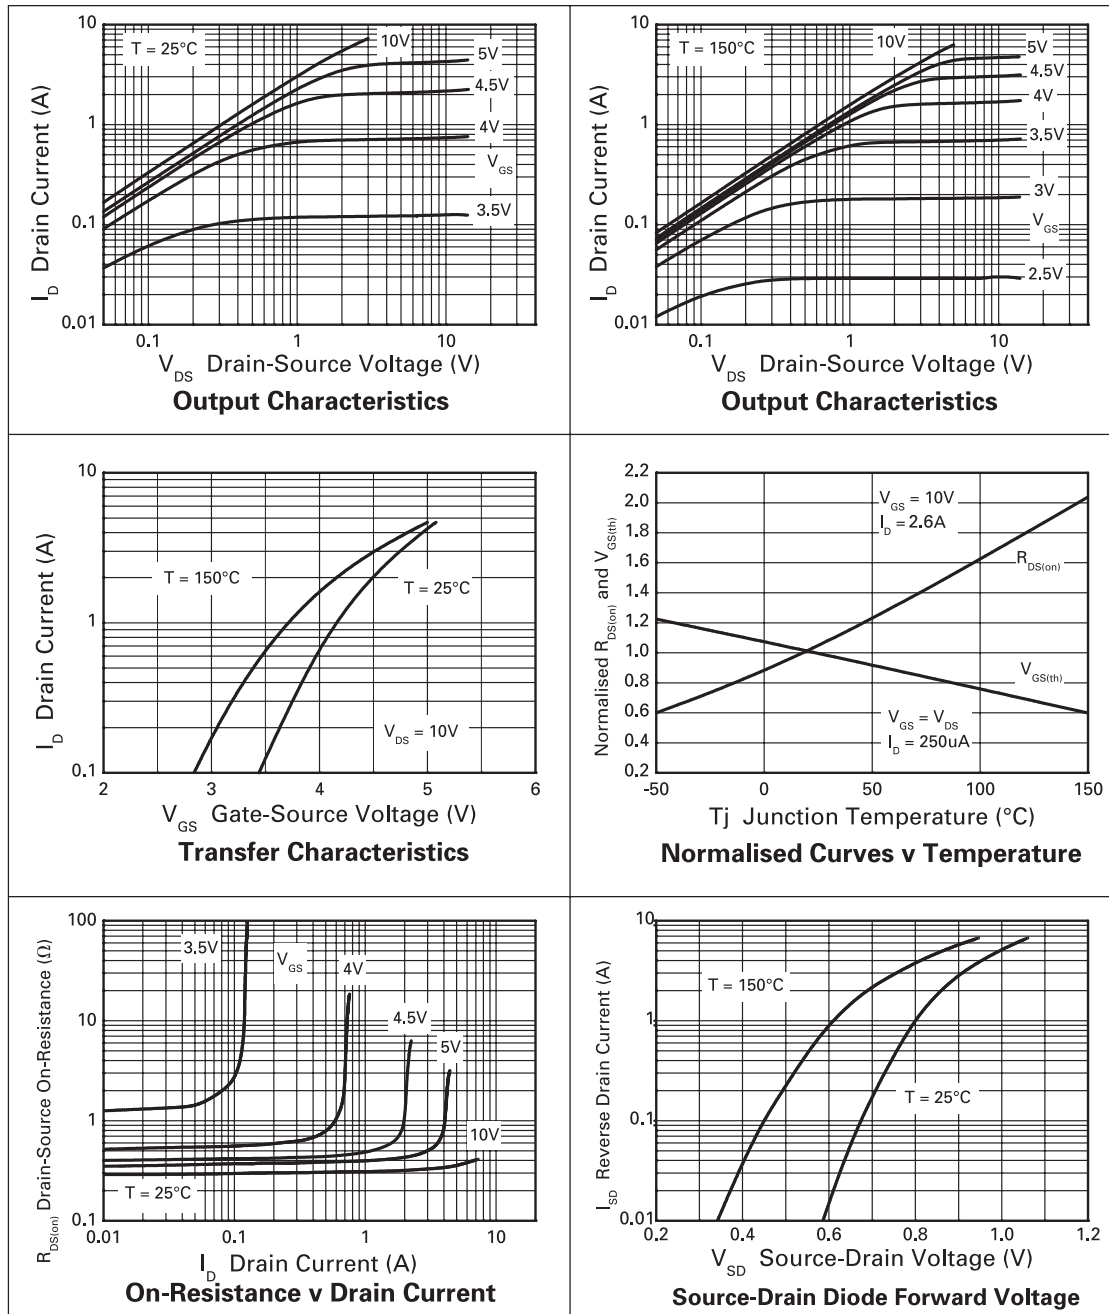 10
T = 25°C
10V
5V
4.5V
1
4V
V_GS
0.1
3.5V
0.01
0.1
1
10
I_D Drain Current (A)
V_DS Drain-Source Voltage (V)
Output Characteristics
10
T = 150°C
10V
5V
4.5V
4V
1
3.5V
3V
0.1
V_GS
2.5V
0.01
0.1
1
10
I_D Drain Current (A)
V_DS Drain-Source Voltage (V)
Output Characteristics
10
T = 150°C
T = 25°C
1
V_DS = 10V
0.1
2
3
4
5
6
I_D Drain Current (A)
V_GS Gate-Source Voltage (V)
Transfer Characteristics
2.2
2.0
1.8
1.6
1.4
1.2
1.0
0.8
0.6
0.4
0.2
V_GS = 10V
I_D = 2.6A
R_DS(on)
V_GS(th)
V_GS = V_DS
I_D = 250uA
-50
0
50
100
150
Normalised R_DS(on) and V_GS(th)
Tj Junction Temperature (°C)
Normalised Curves v Temperature
100
3.5V
V_GS
4V
10
4.5V
5V
1
10V
T = 25°C
0.1
0.01
0.1
1
10
R_DS(on) Drain-Source On-Resistance (Ω)
I_D Drain Current (A)
On-Resistance v Drain Current
10
T = 150°C
1
T = 25°C
0.1
0.01
0.2
0.4
0.6
0.8
1.0
1.2
I_SD Reverse Drain Current (A)
V_SD Source-Drain Voltage (V)
Source-Drain Diode Forward Voltage